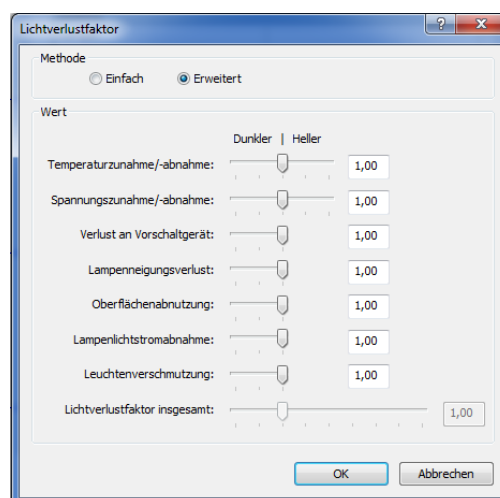 Lichtverlustfaktor
Methode
Einfach Erweitert
Wert
Dunkler | Heller
Temperaturzunahme/-abnahme: 1,00
Spannungszunahme/-abnahme: 1,00
Verlust an Vorschaltgerät: 1,00
Lampenneigungsverlust: 1,00
Oberflächenabnutzung: 1,00
Lampenlichtstromabnahme: 1,00
Leuchtenverschmutzung: 1,00
Lichtverlustfaktor insgesamt: 1,00
OK Abbrechen